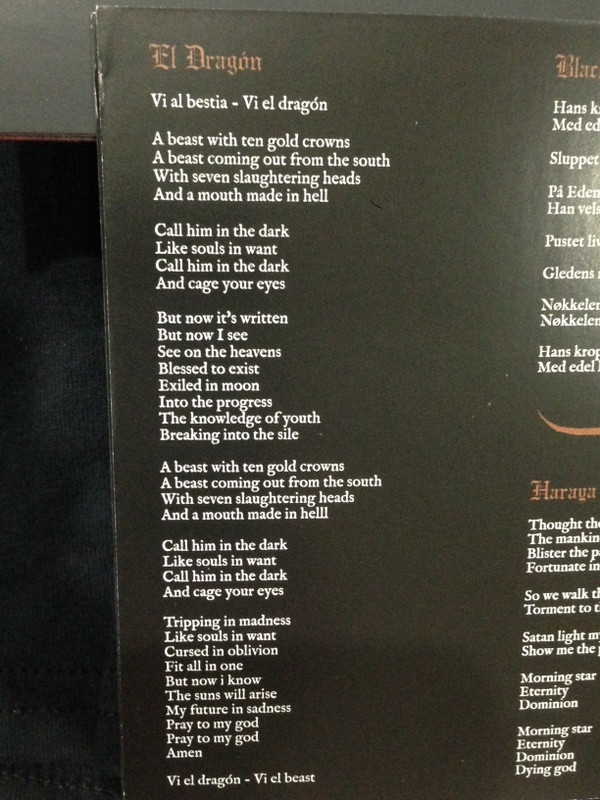 El Dragón
Vi al bestia - Vi el dragón
A beast with ten gold crowns
A beast coming out from the south
With seven slaughtering heads
And a mouth made in hell
Call him in the dark
Like souls in want
Call him in the dark
And cage your eyes
But now it's written
But now I see
See on the heavens
Blessed to exist
Exiled in moon
Into the progress
The knowledge of youth
Breaking into the sile
A beast with ten gold crowns
A beast coming out from the south
With seven slaughtering heads
And a mouth made in helll
Call him in the dark
Like souls in want
Call him in the dark
And cage your eyes
Tripping in madness
Like souls in want
Cursed in oblivion
Fit all in one
But now i know
The suns will arise
My future in sadness
Pray to my god
Pray to my god
Amen
Vi el dragón - Vi el beast
Hans
Med
Sluppet
På Eden
Han
Pustet
Gledens
Hans
Med edel
Haraya
Thought
The
Blister the
Fortunate in
So we walk
Torment to
Satan light
Show me the
Morning star
Eternity
Dominion
Morning star
Eternity
Dominion
Dying god